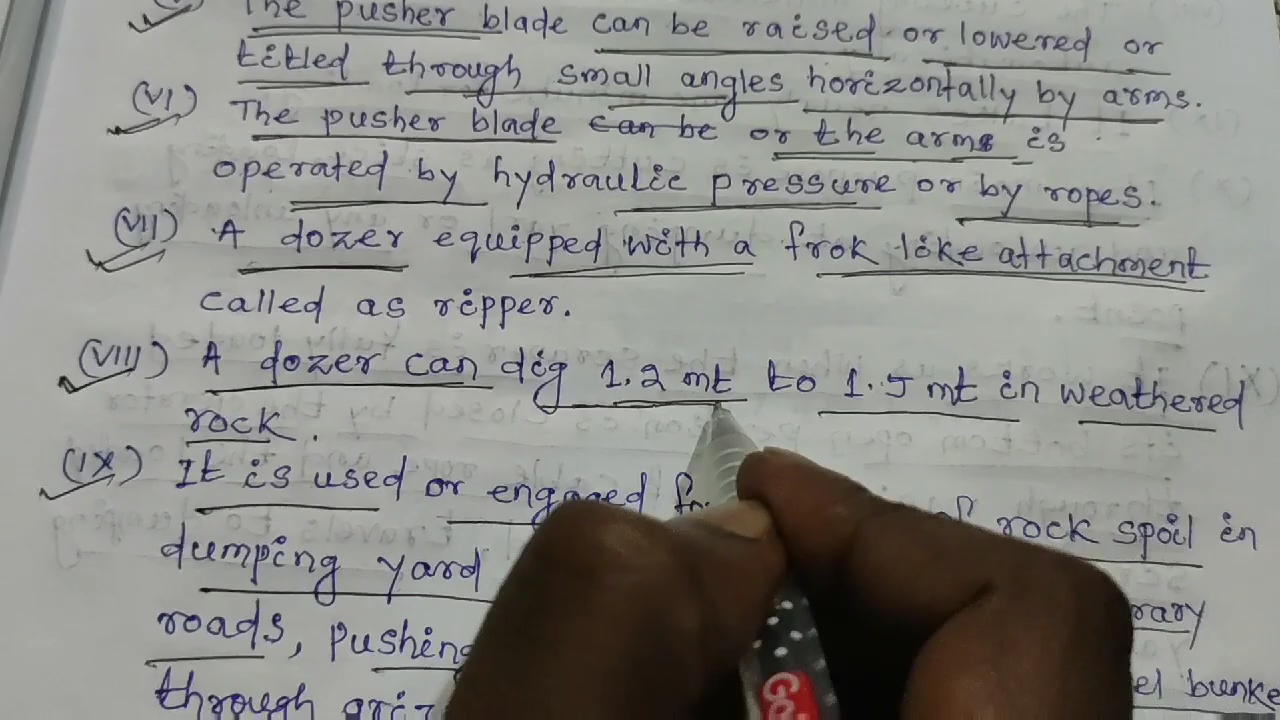 The pusher blade can be raised or lowered or
titled through small angles horizontally by arms.
(VI) The pusher blade can be or the arms is
operated by hydraulic pressure or by ropes.
(VII) A dozer equipped with a frok like attachment
called as ripper.
(VIII) A dozer can dig 1.2 mt to 1.5 mt in weathered
rock.
(IX) It is used or engaged of rock spoil in
dumping yard
roads, pushing
through